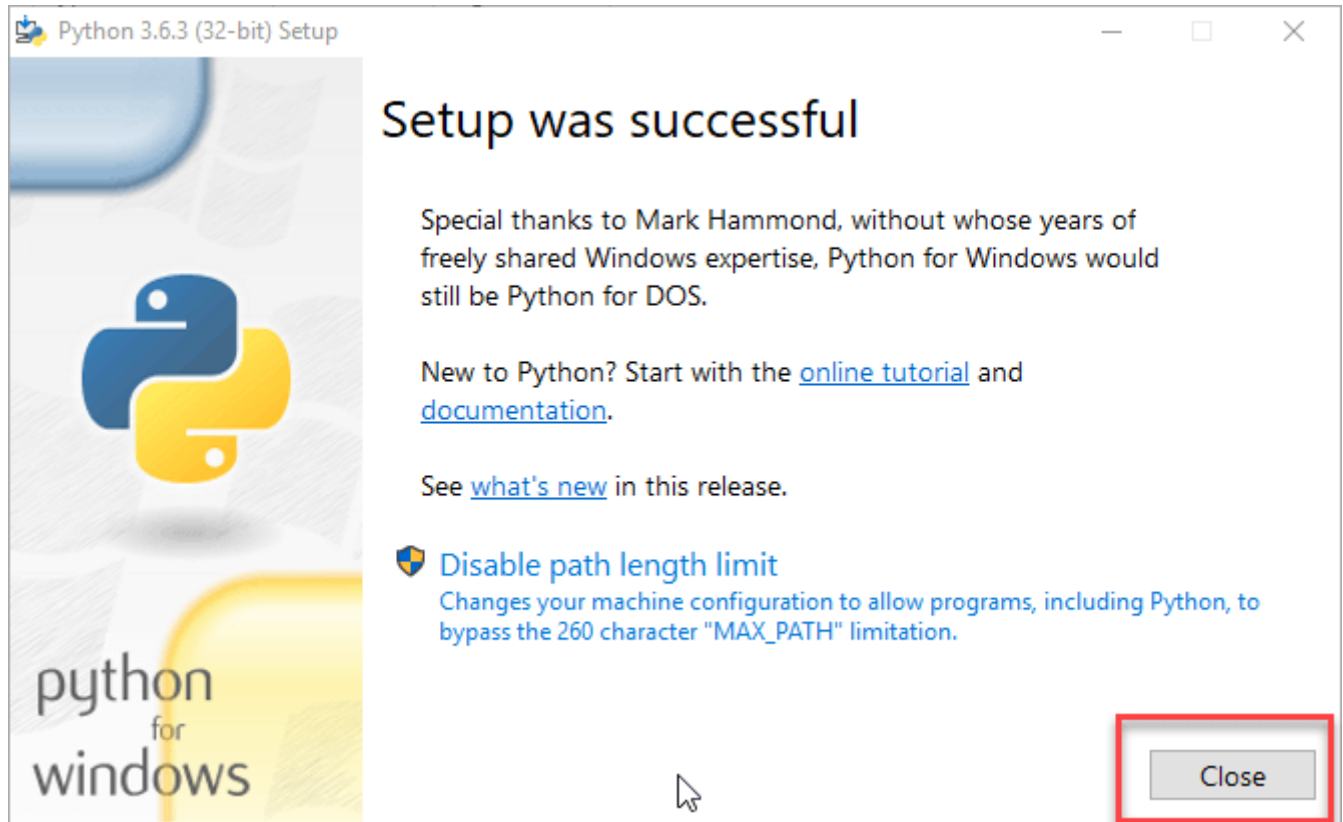 Python 3.6.3 (32-bit) Setup
Setup was successful
Special thanks to Mark Hammond, without whose years of
freely shared Windows expertise, Python for Windows would
still be Python for DOS.
New to Python? Start with the online tutorial and
documentation.
See what's new in this release.
Disable path length limit
Changes your machine configuration to allow programs, including Python, to
bypass the 260 character "MAX_PATH" limitation.
python
for
windows
Close